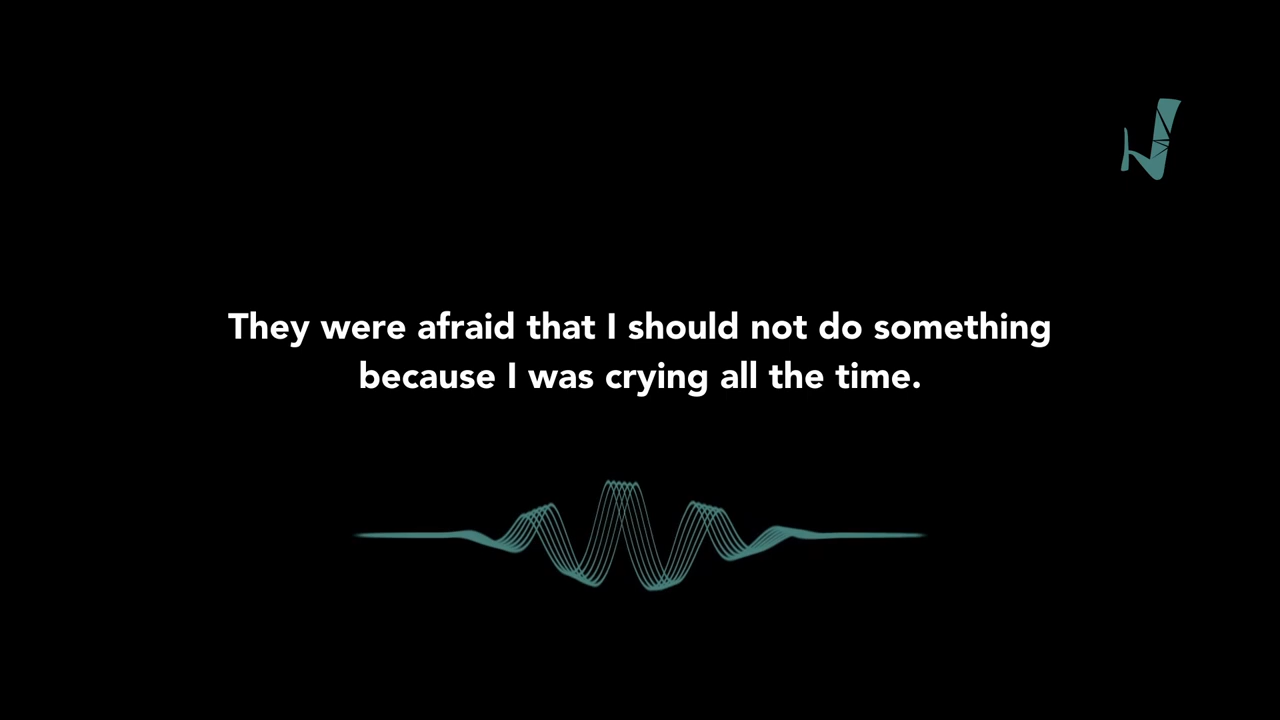 They were afraid that I should not do something
because I was crying all the time.